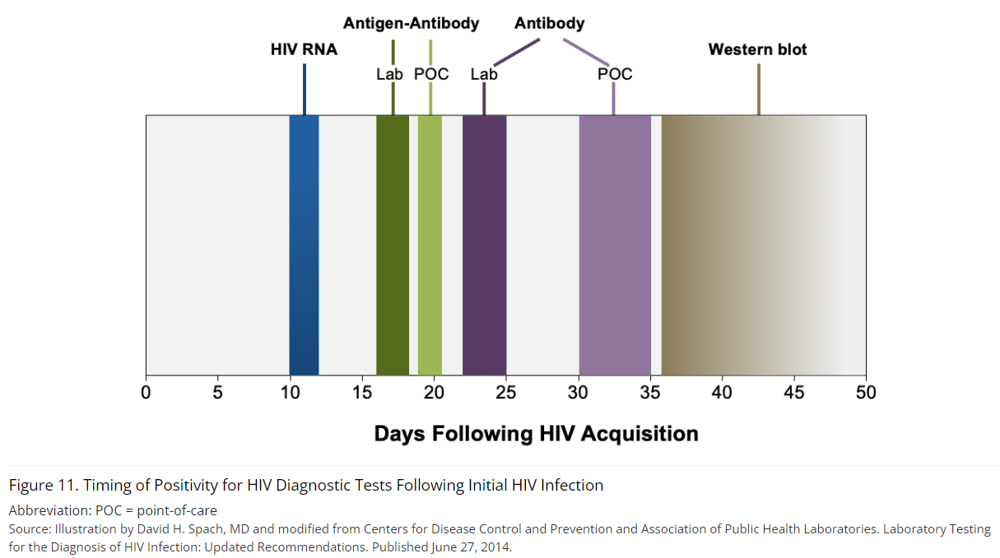 Antigen-Antibody Antibody
HIV RNA Western blot
Lab POC Lab POC
0 5 10 15 20 25 30 35 40 45 50
Days Following HIV Acquisition
Figure 11. Timing of Positivity for HIV Diagnostic Tests Following Initial HIV Infection
Abbreviation: POC = point-of-care
Source: Illustration by David H. Spach, MD and modified from Centers for Disease Control and Prevention and Association of Public Health Laboratories. Laboratory Testing
for the Diagnosis of HIV Infection: Updated Recommendations. Published June 27, 2014.